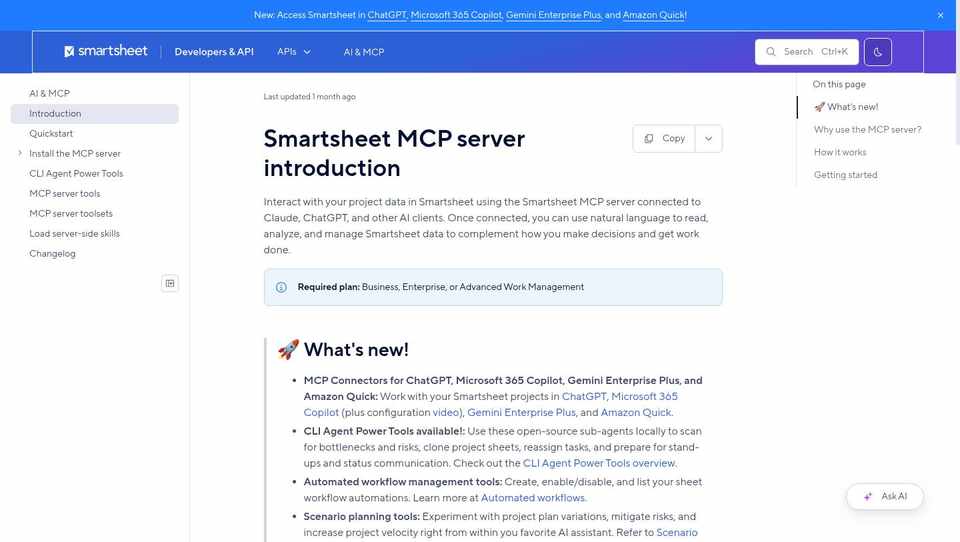 New: Access Smartsheet in ChatGPT, Microsoft 365 Copilot, Gemini Enterprise Plus, and Amazon Quick!
smartsheet
Developers & API
APIs
AI & MCP
Search Ctrl+K
AI & MCP
Introduction
Quickstart
Install the MCP server
CLI Agent Power Tools
MCP server tools
MCP server toolsets
Load server-side skills
Changelog
Last updated 1 month ago
Smartsheet MCP server
introduction
Copy
Interact with your project data in Smartsheet using the Smartsheet MCP server connected to
Claude, ChatGPT, and other AI clients. Once connected, you can use natural language to read,
analyze, and manage Smartsheet data to complement how you make decisions and get work
done.
Required plan: Business, Enterprise, or Advanced Work Management
🚀 What's new!
• MCP Connectors for ChatGPT, Microsoft 365 Copilot, Gemini Enterprise Plus, and
Amazon Quick: Work with your Smartsheet projects in ChatGPT, Microsoft 365
Copilot (plus configuration video), Gemini Enterprise Plus, and Amazon Quick.
• CLI Agent Power Tools available!: Use these open-source sub-agents locally to scan
for bottlenecks and risks, clone project sheets, reassign tasks, and prepare for stand-
ups and status communication. Check out the CLI Agent Power Tools overview.
• Automated workflow management tools: Create, enable/disable, and list your sheet
workflow automations. Learn more at Automated workflows.
• Scenario planning tools: Experiment with project plan variations, mitigate risks, and
increase project velocity right from within you favorite AI assistant. Refer to Scenario
On this page
🚀 What's new!
Why use the MCP server?
How it works
Getting started
Ask AI